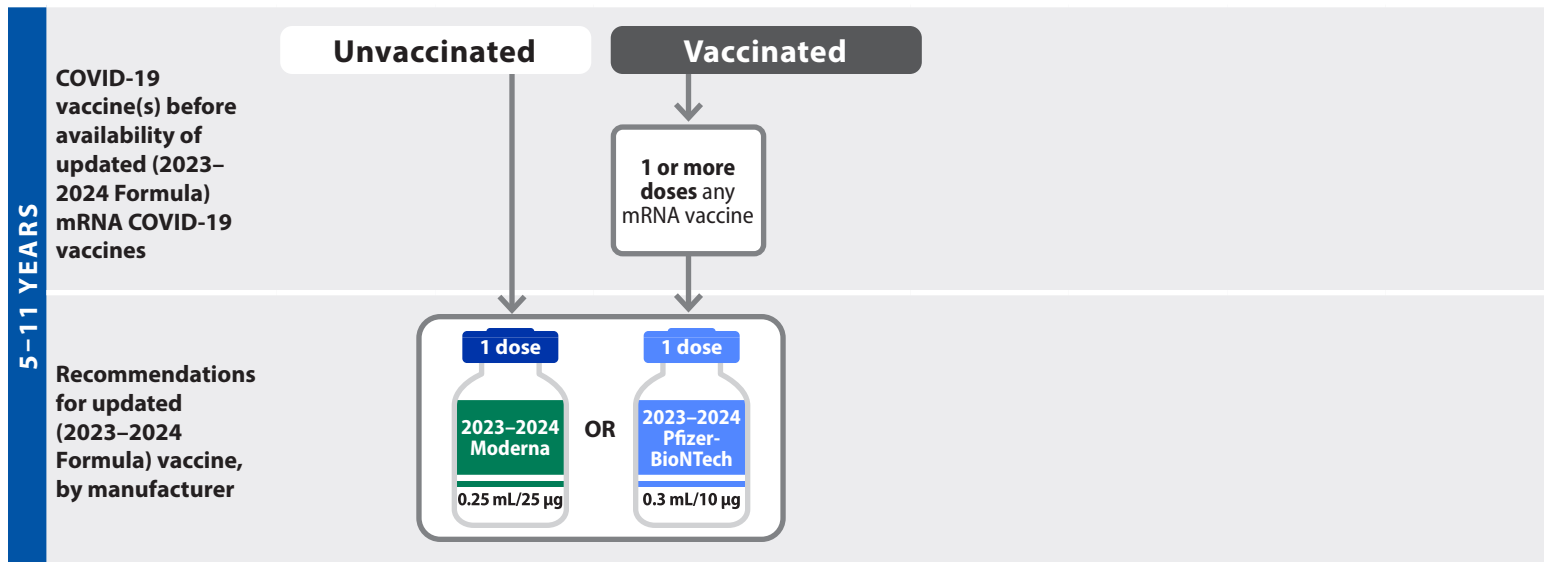 5–11 YEARS
COVID-19
vaccine(s) before
availability of
updated (2023–
2024 Formula)
mRNA COVID-19
vaccines
Unvaccinated
Vaccinated
1 or more
doses any
mRNA vaccine
Recommendations
for updated
(2023–2024
Formula) vaccine,
by manufacturer
1 dose
2023–2024
Moderna
0.25 mL/25 µg
OR
1 dose
2023–2024
Pfizer-
BioNTech
0.3 mL/10 µg